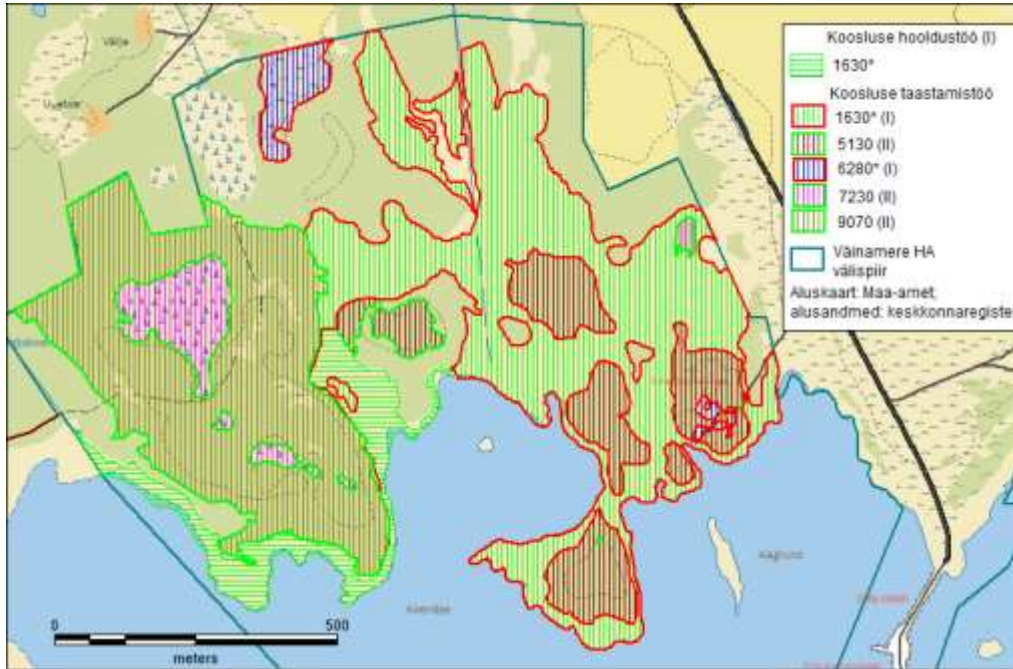 Välja
Koosluse hooldustöö (I)
1630*
Koosluse taastamistöö
1630* (I)
5130 (II)
6280* (I)
7230 (II)
9070 (II)
Väinamere HA
välispiir
Aluskaart: Maa-amet;
alusandmed: keskkonnaregister
0 500
meters